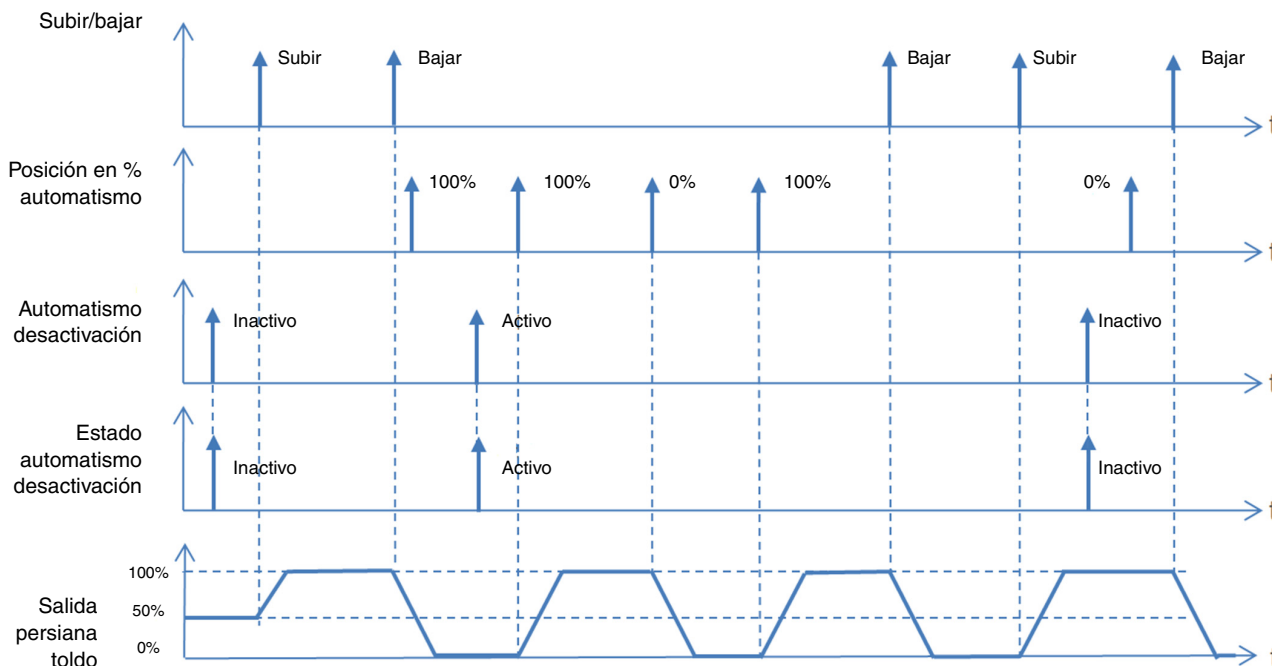 Subir/bajar
Subir
Bajar
Bajar
Subir
Bajar
t
Posición en %
automatismo
100%
100%
0%
100%
0%
t
Automatismo
desactivación
Inactivo
Activo
Inactivo
t
Estado
automatismo
desactivación
Inactivo
Activo
Inactivo
t
Salida
persiana
toldo
100%
50%
0%
t